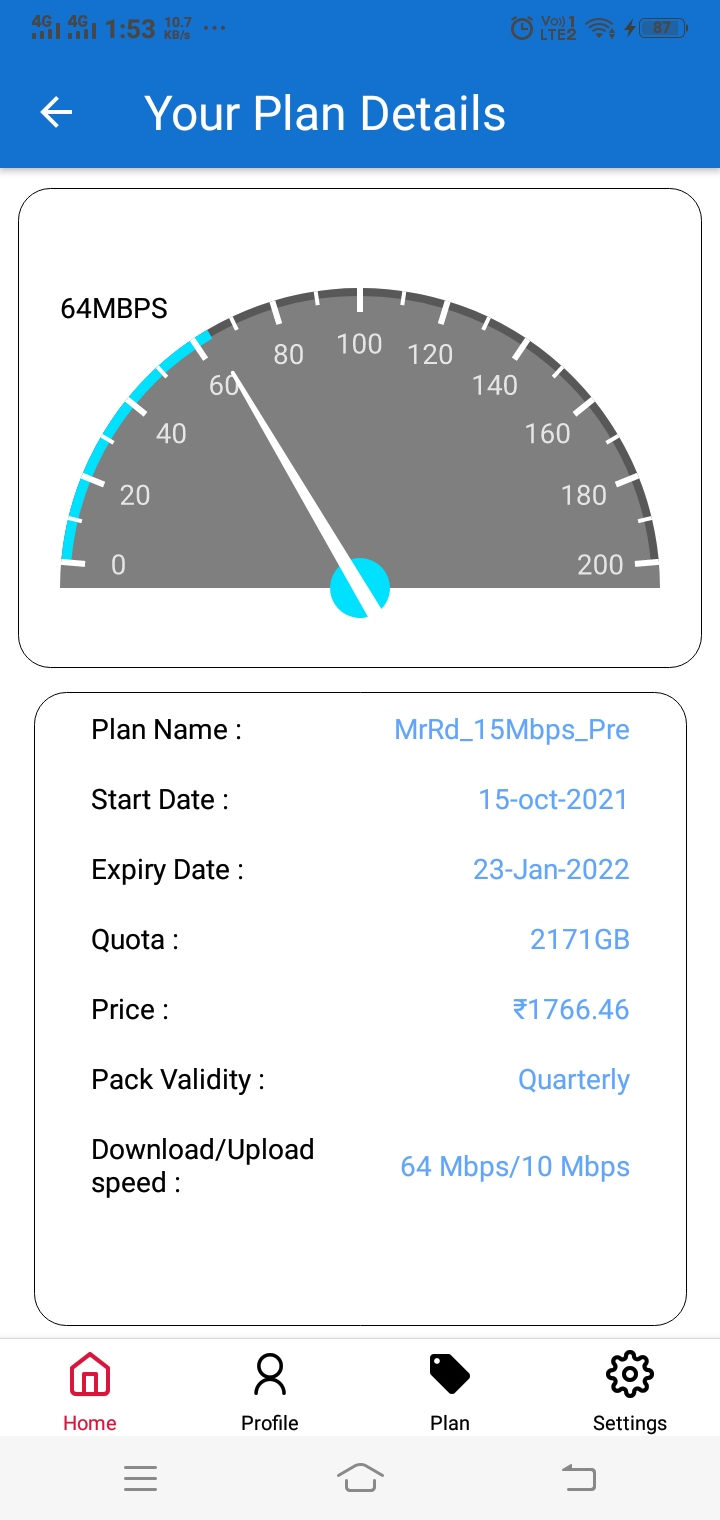 4G 4G 1:53 10.7 KB/s ... Vo)) 1 LTE2 87
Your Plan Details
64MBPS
0
20
40
60
80
100
120
140
160
180
200
Plan Name : MrRd_15Mbps_Pre
Start Date : 15-oct-2021
Expiry Date : 23-Jan-2022
Quota : 2171GB
Price : ₹1766.46
Pack Validity : Quarterly
Download/Upload
speed : 64 Mbps/10 Mbps
Home Profile Plan Settings